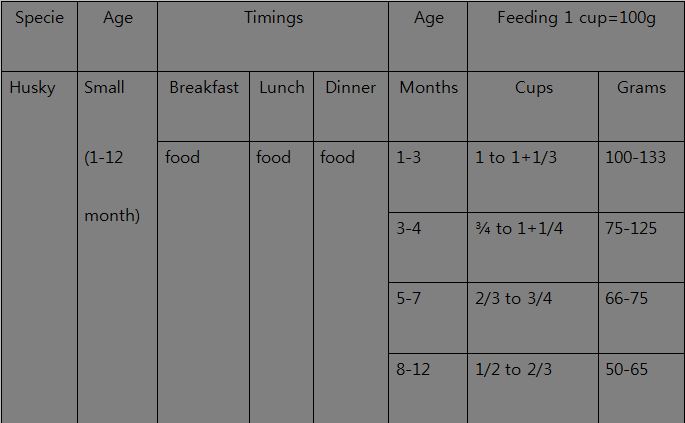 Specie Age Timings Age Feeding 1 cup=100g
Husky Small Breakfast Lunch Dinner Months Cups Grams
(1-12 food food food 1-3 1 to 1+1/3 100-133
month)
3-4 ¾ to 1+1/4 75-125
5-7 2/3 to 3/4 66-75
8-12 1/2 to 2/3 50-65